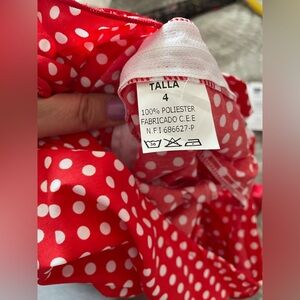 TALLA
4
100% POLIESTER
FABRICADO C.E.E
N.F I 686627-P